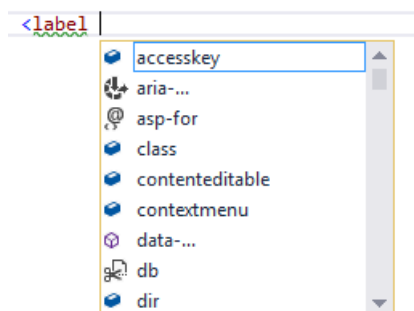 <label
accesskey
aria-...
asp-for
class
contenteditable
contextmenu
data-...
db
dir